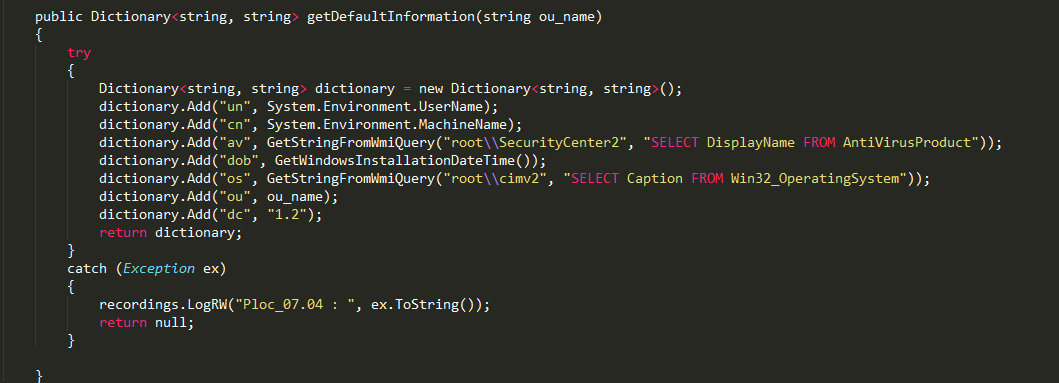 public Dictionary<string, string> getDefaultInformation(string ou_name)
{
try
{
Dictionary<string, string> dictionary = new Dictionary<string, string>();
dictionary.Add("un", System.Environment.UserName);
dictionary.Add("cn", System.Environment.MachineName);
dictionary.Add("av", GetStringFromWmiQuery("root\\SecurityCenter2", "SELECT DisplayName FROM AntiVirusProduct"));
dictionary.Add("dob", GetWindowsInstallationDateTime());
dictionary.Add("os", GetStringFromWmiQuery("root\\cimv2", "SELECT Caption FROM Win32_OperatingSystem"));
dictionary.Add("ou", ou_name);
dictionary.Add("dc", "1.2");
return dictionary;
}
catch (Exception ex)
{
recordings.LogRW("Ploc_07.04 : ", ex.ToString());
return null;
}
}